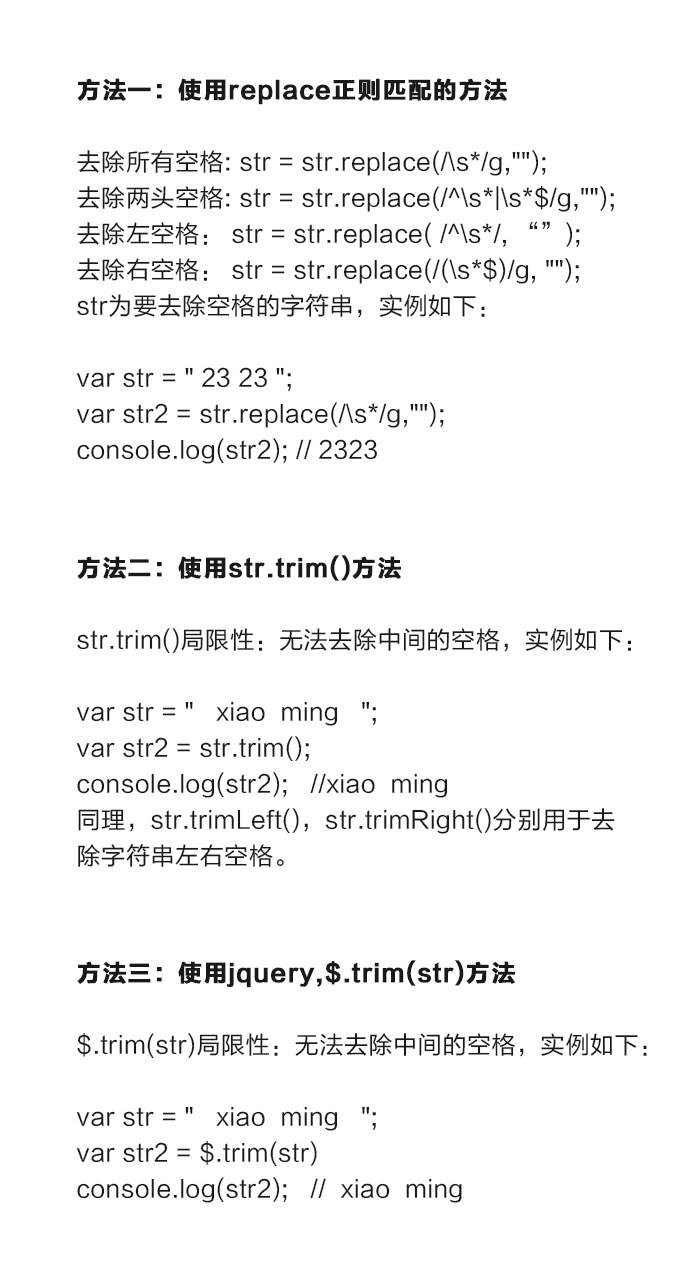 方法一：使用replace正则匹配的方法
去除所有空格: str = str.replace(/\s*/g,"");
去除两头空格: str = str.replace(/^\s*|\s*$/g,"");
去除左空格： str = str.replace( /^\s*/, “” );
去除右空格： str = str.replace(/(\s*$)/g, "");
str为要去除空格的字符串，实例如下：
var str = " 23 23 ";
var str2 = str.replace(/\s*/g,"");
console.log(str2); // 2323
方法二：使用str.trim()方法
str.trim()局限性：无法去除中间的空格，实例如下：
var str = "   xiao  ming   ";
var str2 = str.trim();
console.log(str2);   //xiao  ming
同理，str.trimLeft()，str.trimRight()分别用于去
除字符串左右空格。
方法三：使用jquery,$.trim(str)方法
$.trim(str)局限性：无法去除中间的空格，实例如下：
var str = "   xiao  ming   ";
var str2 = $.trim(str)
console.log(str2);   //  xiao  ming